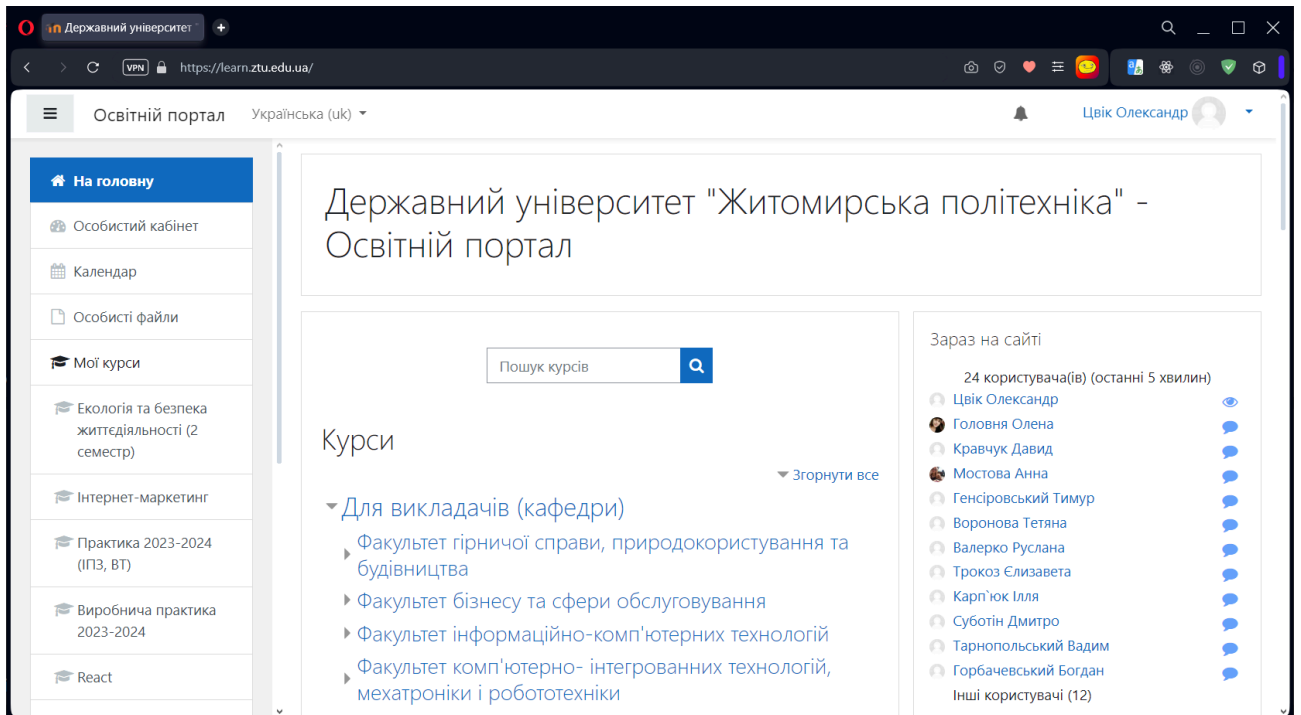 Державний університет "
VPN
https://learn.ztu.edu.ua/
Освітній портал
Українська (uk)
Цвік Олександр
На головну
Особистий кабінет
Календар
Особисті файли
Мої курси
Екологія та безпека
життєдіяльності (2
семестр)
Інтернет-маркетинг
Практика 2023-2024
(ІПЗ, ВТ)
Виробнича практика
2023-2024
React
Державний університет "Житомирська політехніка" -
Освітній портал
Пошук курсів
Курси
Згорнути все
Для викладачів (кафедри)
Факультет гірничої справи, природокористування та
будівництва
Факультет бізнесу та сфери обслуговування
Факультет інформаційно-комп'ютерних технологій
Факультет комп'ютерно- інтегрованних технологій,
мехатроніки і робототехніки
Зараз на сайті
24 користувача(ів) (останні 5 хвилин)
Цвік Олександр
Головня Олена
Кравчук Давид
Мостова Анна
Генсіровський Тимур
Воронова Тетяна
Валерко Руслана
Трокоз Єлизавета
Карп`юк Ілля
Суботін Дмитро
Тарнопольський Вадим
Горбачевський Богдан
Інші користувачі (12)